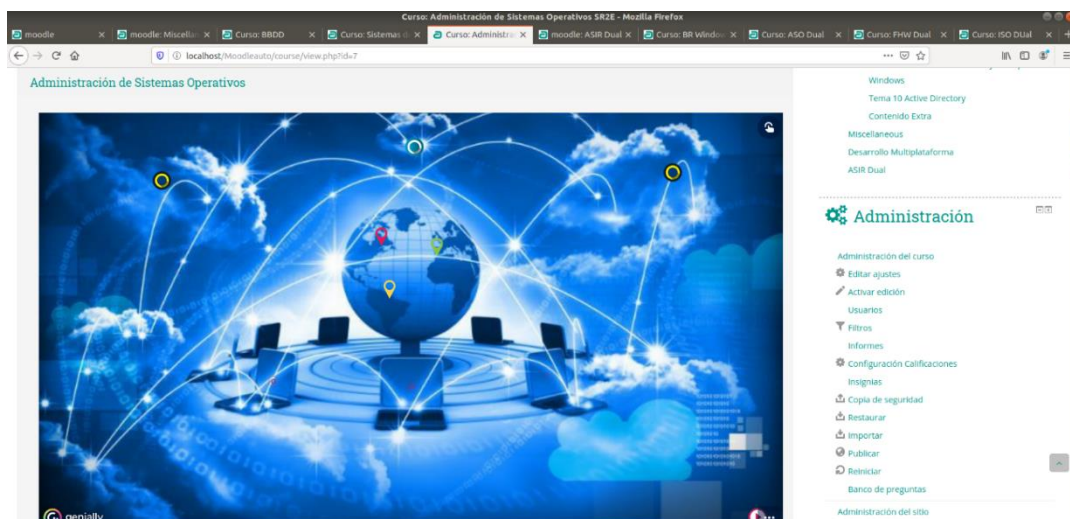 Curso: Administración de Sistemas Operativos SR2E - Mozilla Firefox
moodle
moodle: Miscella
Curso: BBDD
Curso: Sistemas d
Curso: Administra
moodle: ASIR Dual
Curso: BR Window
Curso: ASO Dual
Curso: FHW Dual
Curso: ISO DUal
localhost/Moodleauto/course/view.php?id=7
Administración de Sistemas Operativos
genially
Windows
Tema 10 Active Directory
Contenido Extra
Miscellaneous
Desarrollo Multiplataforma
ASIR Dual
Administración
Administración del curso
Editar ajustes
Activar edición
Usuarios
Filtros
Informes
Configuración Calificaciones
Insignias
Copia de seguridad
Restaurar
Importar
Publicar
Reiniciar
Banco de preguntas
Administración del sitio